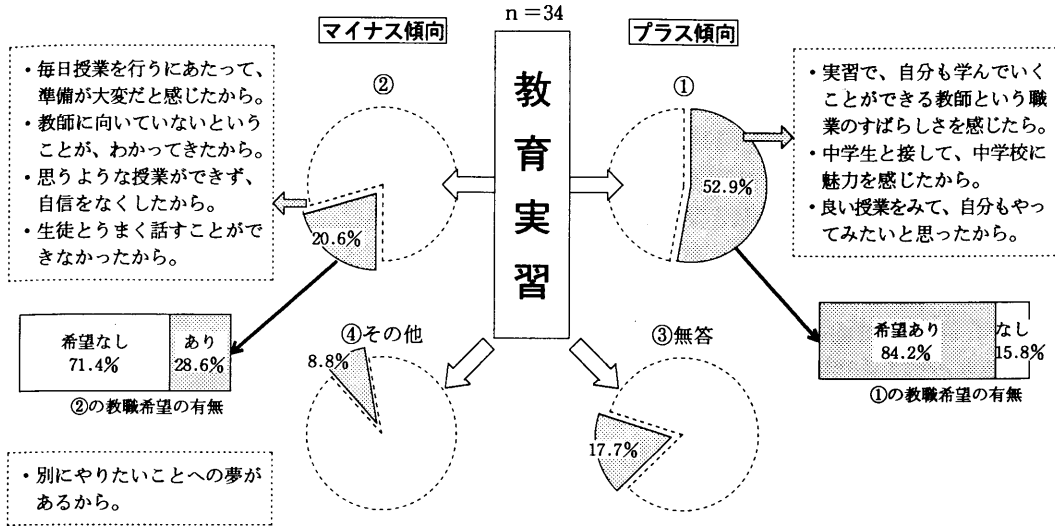 n＝34
マイナス傾向
プラス傾向
教育実習
②
・毎日授業を行うにあたって、
準備が大変だと感じたから。
・教師に向いていないという
ことが、わかってきたから。
・思うような授業ができず、
自信をなくしたから。
・生徒とうまく話すことがで
きなかったから。
20.6％
希望なし
71.4％
あり
28.6％
②の教職希望の有無
①
52.9％
・実習で、自分も学んでいく
ことができる教師という職
業のすばらしさを感じたら。
・中学生と接して、中学校に
魅力を感じたから。
・良い授業をみて、自分もやっ
てみたいと思ったから。
希望あり
84.2％
なし
15.8％
①の教職希望の有無
④その他
8.8％
③無答
17.7％
・別にやりたいことへの夢が
あるから。